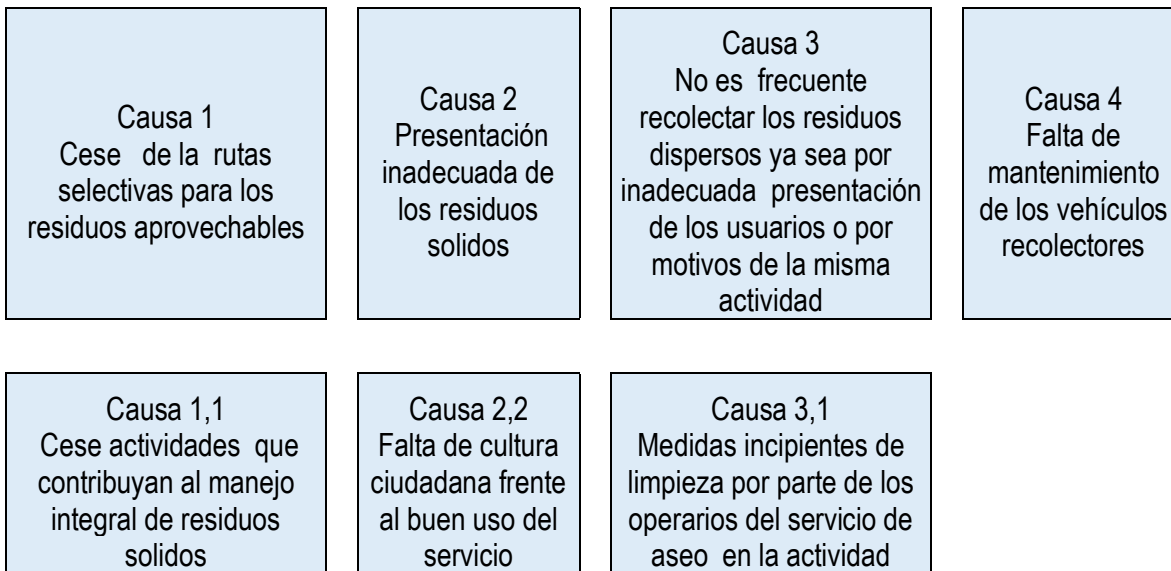 Causa 1
Cese de la rutas
selectivas para los
residuos aprovechables
Causa 2
Presentación
inadecuada de
los residuos
solidos
Causa 3
No es frecuente
recolectar los residuos
dispersos ya sea por
inadecuada presentación
de los usuarios o por
motivos de la misma
actividad
Causa 4
Falta de
mantenimiento
de los vehículos
recolectores
Causa 1,1
Cese actividades que
contribuyan al manejo
integral de residuos
solidos
Causa 2,2
Falta de cultura
ciudadana frente
al buen uso del
servicio
Causa 3,1
Medidas incipientes de
limpieza por parte de los
operarios del servicio de
aseo en la actividad